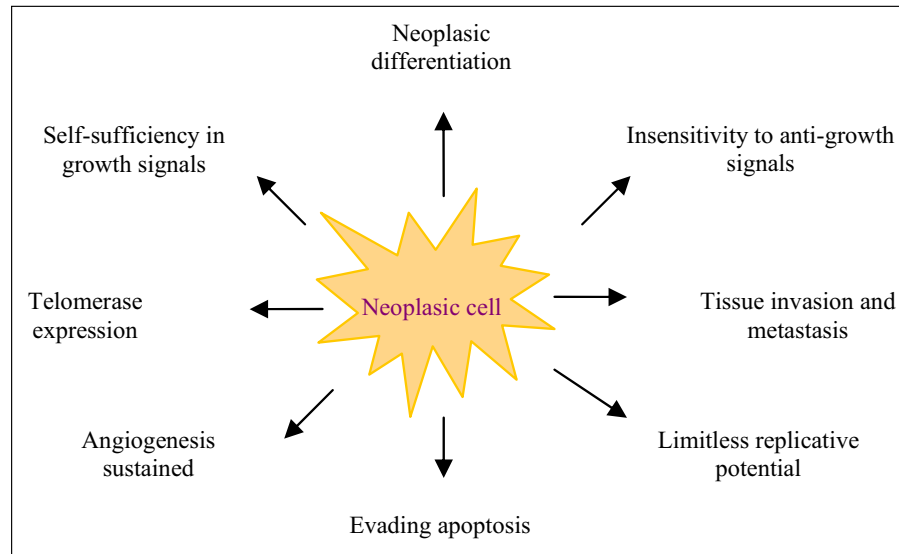 Neoplasic
differentiation
Self-sufficiency in
growth signals
Insensitivity to anti-growth
signals
Telomerase
expression
Neoplasic cell
Tissue invasion and
metastasis
Angiogenesis
sustained
Limitless replicative
potential
Evading apoptosis